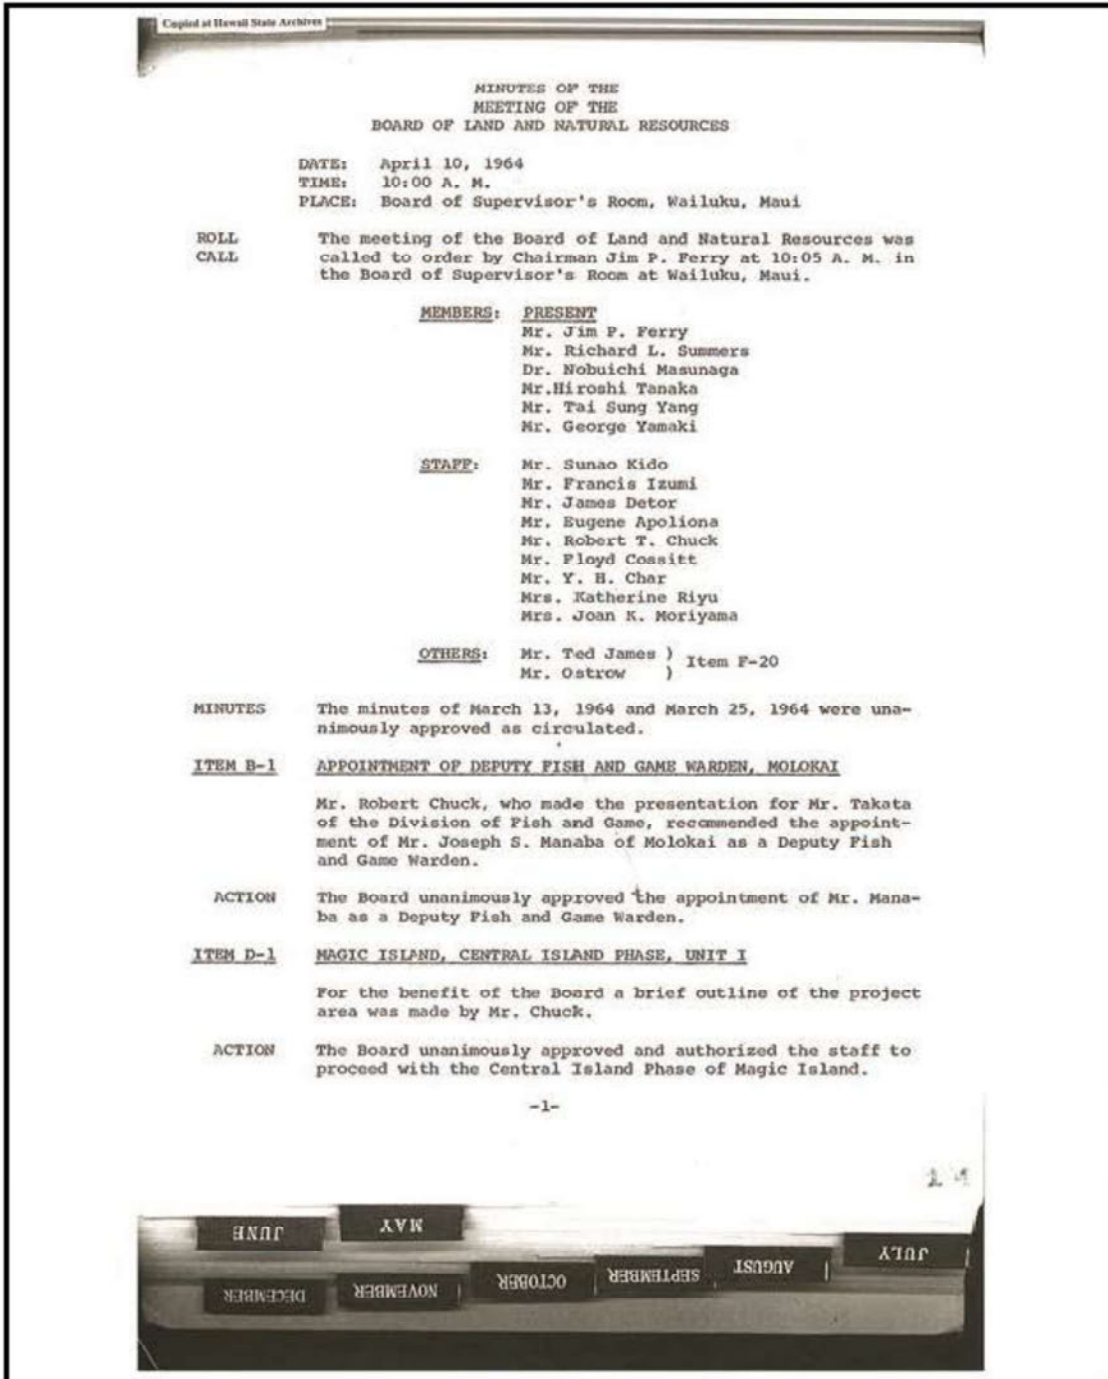 Copied at Hawaii State Archives
MINUTES OF THE
MEETING OF THE
BOARD OF LAND AND NATURAL RESOURCES
DATE: April 10, 1964
TIME: 10:00 A. M.
PLACE: Board of Supervisor's Room, Wailuku, Maui
ROLL The meeting of the Board of Land and Natural Resources was
CALL called to order by Chairman Jim P. Ferry at 10:05 A. M. in
the Board of Supervisor's Room at Wailuku, Maui.
MEMBERS: PRESENT
Mr. Jim P. Ferry
Mr. Richard L. Summers
Dr. Nobuichi Masunaga
Mr.Hiroshi Tanaka
Mr. Tai Sung Yang
Mr. George Yamaki
STAFF: Mr. Sunao Kido
Mr. Francis Izumi
Mr. James Detor
Mr. Eugene Apoliona
Mr. Robert T. Chuck
Mr. Floyd Cossitt
Mr. Y. H. Char
Mrs. Katherine Riyu
Mrs. Joan K. Moriyama
OTHERS: Mr. Ted James ) Item F-20
Mr. Ostrow )
MINUTES The minutes of March 13, 1964 and March 25, 1964 were una-
nimously approved as circulated.
ITEM B-1 APPOINTMENT OF DEPUTY FISH AND GAME WARDEN, MOLOKAI
Mr. Robert Chuck, who made the presentation for Mr. Takata
of the Division of Fish and Game, recommended the appoint-
ment of Mr. Joseph S. Manaba of Molokai as a Deputy Fish
and Game Warden.
ACTION The Board unanimously approved the appointment of Mr. Mana-
ba as a Deputy Fish and Game Warden.
ITEM D-1 MAGIC ISLAND, CENTRAL ISLAND PHASE, UNIT I
For the benefit of the Board a brief outline of the project
area was made by Mr. Chuck.
ACTION The Board unanimously approved and authorized the staff to
proceed with the Central Island Phase of Magic Island.
-1-
JUNE MAY
JULY
AUGUST
SEPTEMBER
OCTOBER
NOVEMBER
DECEMBER